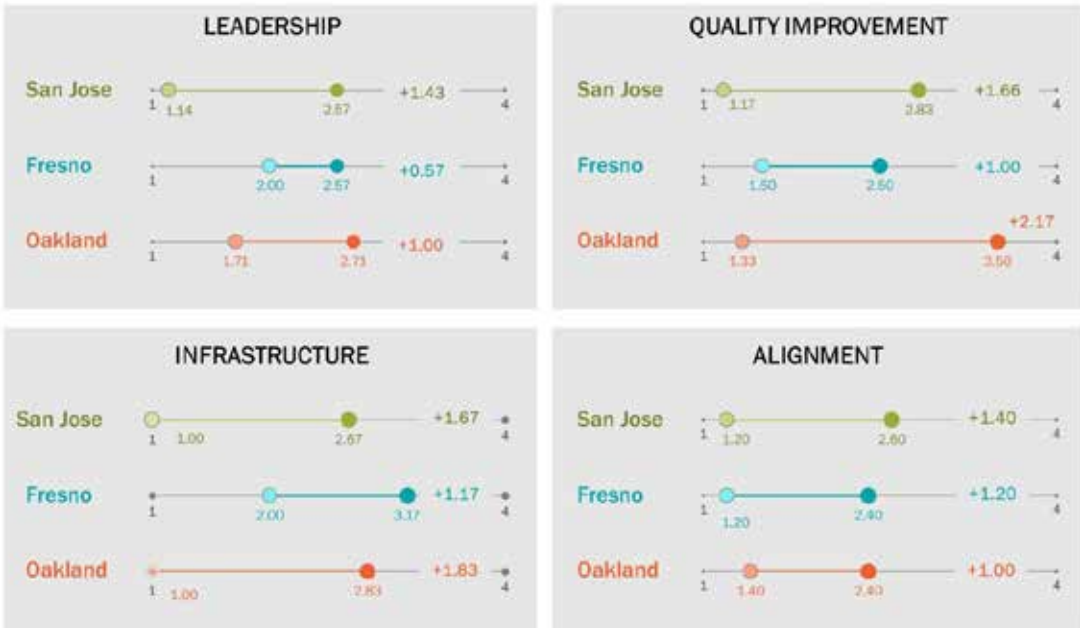 LEADERSHIP
San Jose 1 1.14 2.57 +1.43 4
Fresno 1 2.00 2.57 +0.57 4
Oakland 1 1.71 2.71 +1.00 4
QUALITY IMPROVEMENT
San Jose 1 1.17 2.83 +1.66 4
Fresno 1 1.50 2.50 +1.00 4
Oakland 1 1.33 3.50 +2.17 4
INFRASTRUCTURE
San Jose 1 1.00 2.67 +1.67 4
Fresno 1 2.00 3.17 +1.17 4
Oakland 1 1.00 2.83 +1.83 4
ALIGNMENT
San Jose 1 1.20 2.60 +1.40 4
Fresno 1 1.20 2.40 +1.20 4
Oakland 1 1.40 2.40 +1.00 4